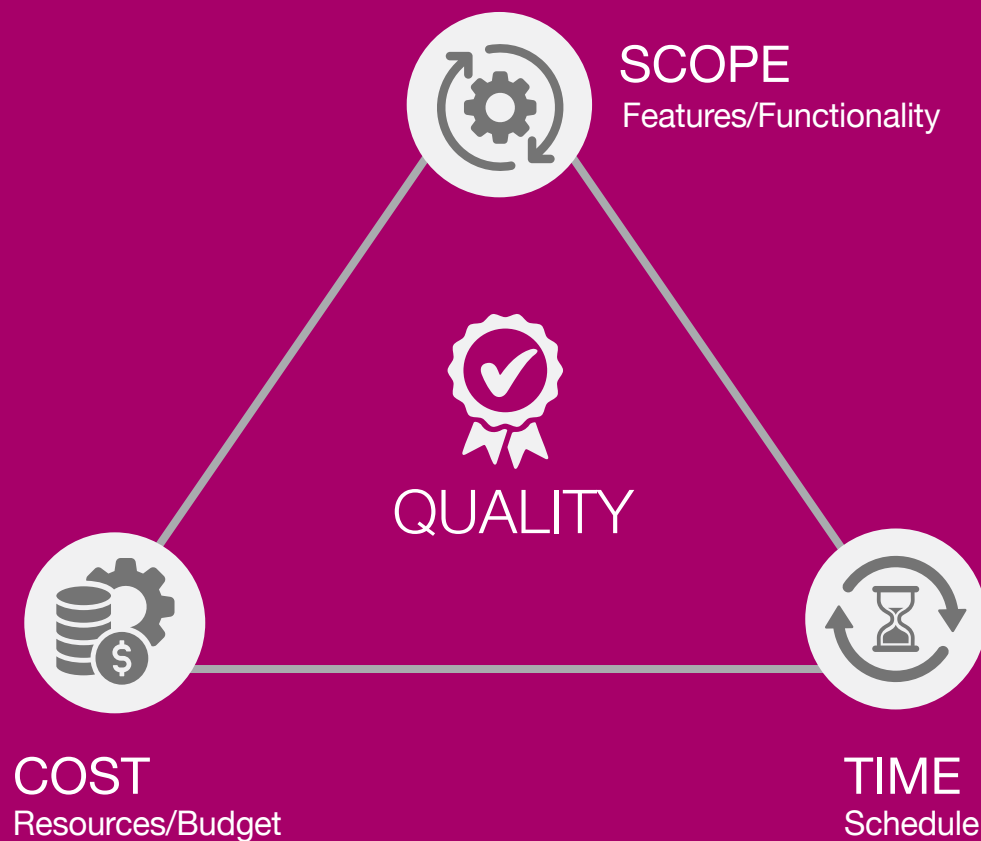 SCOPE
Features/Functionality
$
QUALITY
COST
Resources/Budget
TIME
Schedule